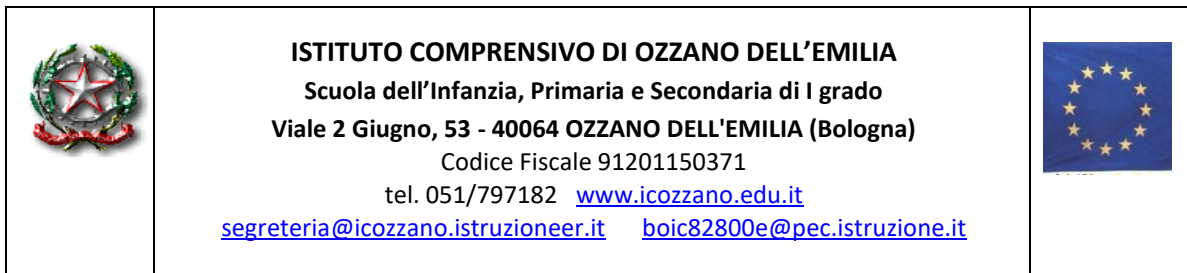 ISTITUTO COMPRENSIVO DI OZZANO DELL’EMILIA
Scuola dell’Infanzia, Primaria e Secondaria di I grado
Viale 2 Giugno, 53 - 40064 OZZANO DELL'EMILIA (Bologna)
Codice Fiscale 91201150371
tel. 051/797182 www.icozzano.edu.it
segreteria@icozzano.istruzioneer.it boic82800e@pec.istruzione.it